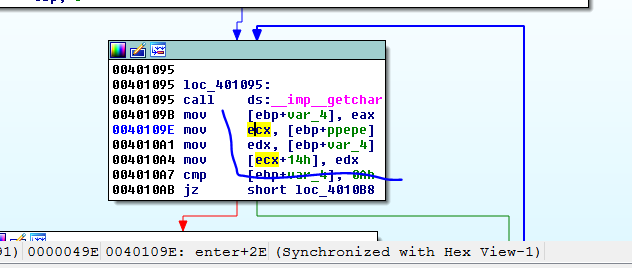 00401095
00401095 loc_401095:
00401095 call ds:__imp__getchar
0040109B mov [ebp+var_4], eax
0040109E mov ecx, [ebp+ppepe]
004010A1 mov edx, [ebp+var_4]
004010A4 mov [ecx+14h], edx
004010A7 cmp [ebp+var_4], 0Ah
004010AB jz short loc_4010B8
91) 0000049E 0040109E: enter+2E (Synchronized with Hex View-1)